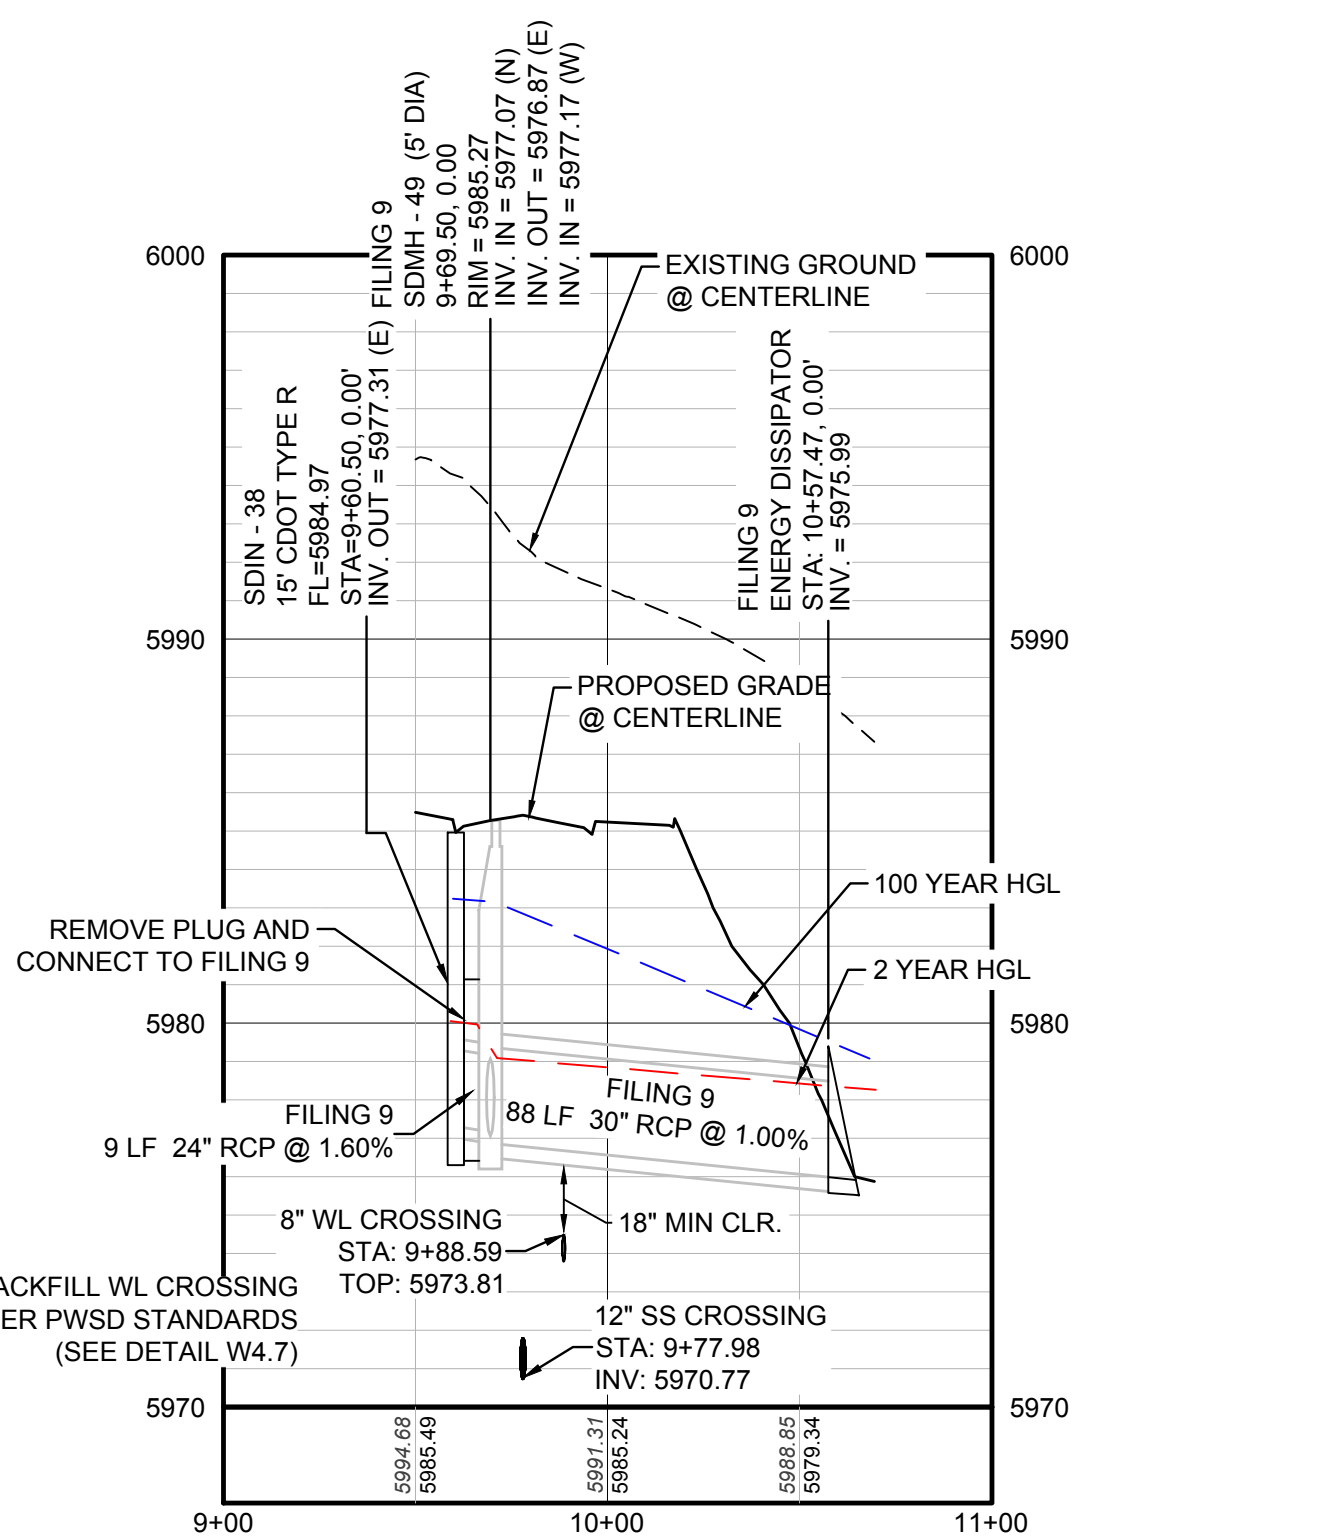 FILING 9
SDMH - 49 (5' DIA)
9+69.50, 0.00
RIM = 5985.27
INV. IN = 5977.07 (N)
INV. OUT = 5976.87 (E)
INV. IN = 5977.17 (W)
6000
6000
EXISTING GROUND
@ CENTERLINE
SDIN - 38
15' CDOT TYPE R
FL=5984.97
STA=9+60.50, 0.00'
INV. OUT = 5977.31 (E)
FILING 9
ENERGY DISSIPATOR
STA: 10+57.47, 0.00'
INV. = 5975.99
5990
5990
PROPOSED GRADE
@ CENTERLINE
100 YEAR HGL
REMOVE PLUG AND
CONNECT TO FILING 9
2 YEAR HGL
5980
5980
FILING 9
88 LF 30" RCP @ 1.00%
FILING 9
9 LF 24" RCP @ 1.60%
8" WL CROSSING
STA: 9+88.59
TOP: 5973.81
18" MIN CLR.
ACKFILL WL CROSSING
ER PWSD STANDARDS
(SEE DETAIL W4.7)
12" SS CROSSING
STA: 9+77.98
INV: 5970.77
5970
5970
5994.68
5985.49
5991.31
5985.24
5988.85
5979.34
9+00
10+00
11+00